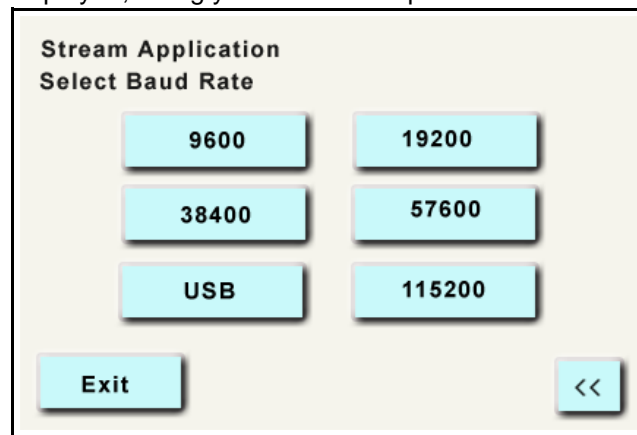 Stream Application
Select Baud Rate
9600 19200
38400 57600
USB 115200
Exit <<